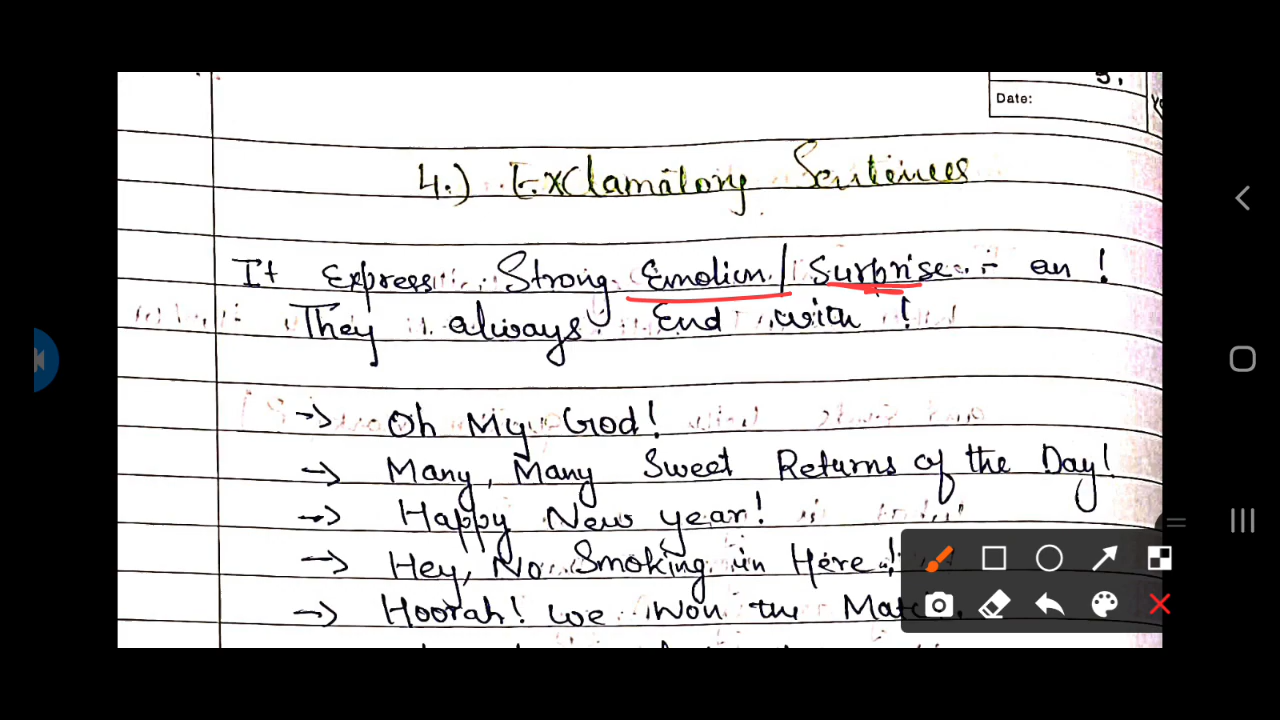 Date:
4.) Exclamatory Sentences
It Express Strong Emotion / Surprise - an !
They always End with !
→ Oh My God!
→ Many, Many Sweet Returns of the Day!
→ Happy New year!
→ Hey, No Smoking in Here!
→ Hoorah! we won the Match.